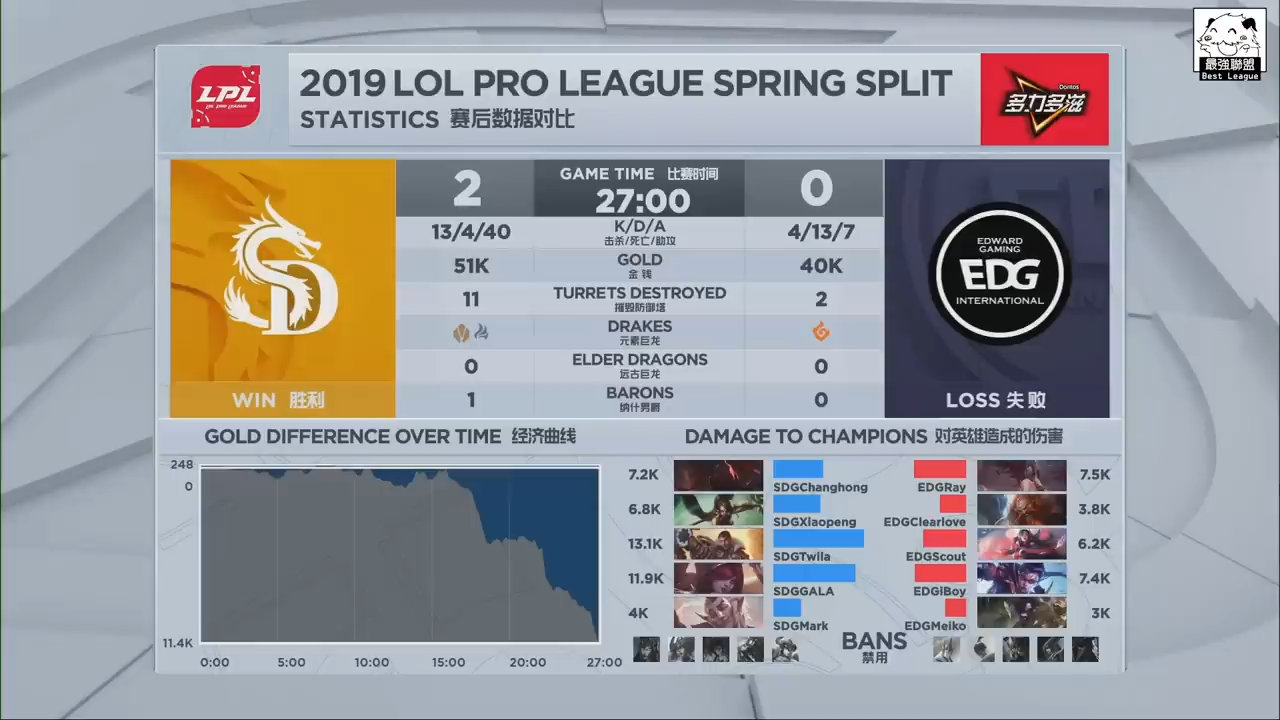 最強聯盟
Best League
LPL
LOL PRO LEAGUE
2019 LOL PRO LEAGUE SPRING SPLIT
STATISTICS 赛后数据对比
Doritos
多力多滋
2
GAME TIME 比赛时间
27:00
0
13/4/40
K/D/A
击杀/死亡/助攻
4/13/7
51K
GOLD
金 钱
40K
11
TURRETS DESTROYED
摧毁防御塔
2
DRAKES
元素巨龙
0
ELDER DRAGONS
远古巨龙
0
1
BARONS
纳什男爵
0
SD
WIN 胜利
EDWARD
GAMING
EDG
INTERNATIONAL
LOSS 失败
GOLD DIFFERENCE OVER TIME 经济曲线
248
0
11.4K
0:00 5:00 10:00 15:00 20:00 27:00
DAMAGE TO CHAMPIONS 对英雄造成的伤害
7.2K SDGChanghong EDGRay 7.5K
6.8K SDGXiaopeng EDGClearlove 3.8K
13.1K SDGTwila EDGScout 6.2K
11.9K SDGGALA EDGiBoy 7.4K
4K SDGMark EDGMeiko 3K
BANS
禁用